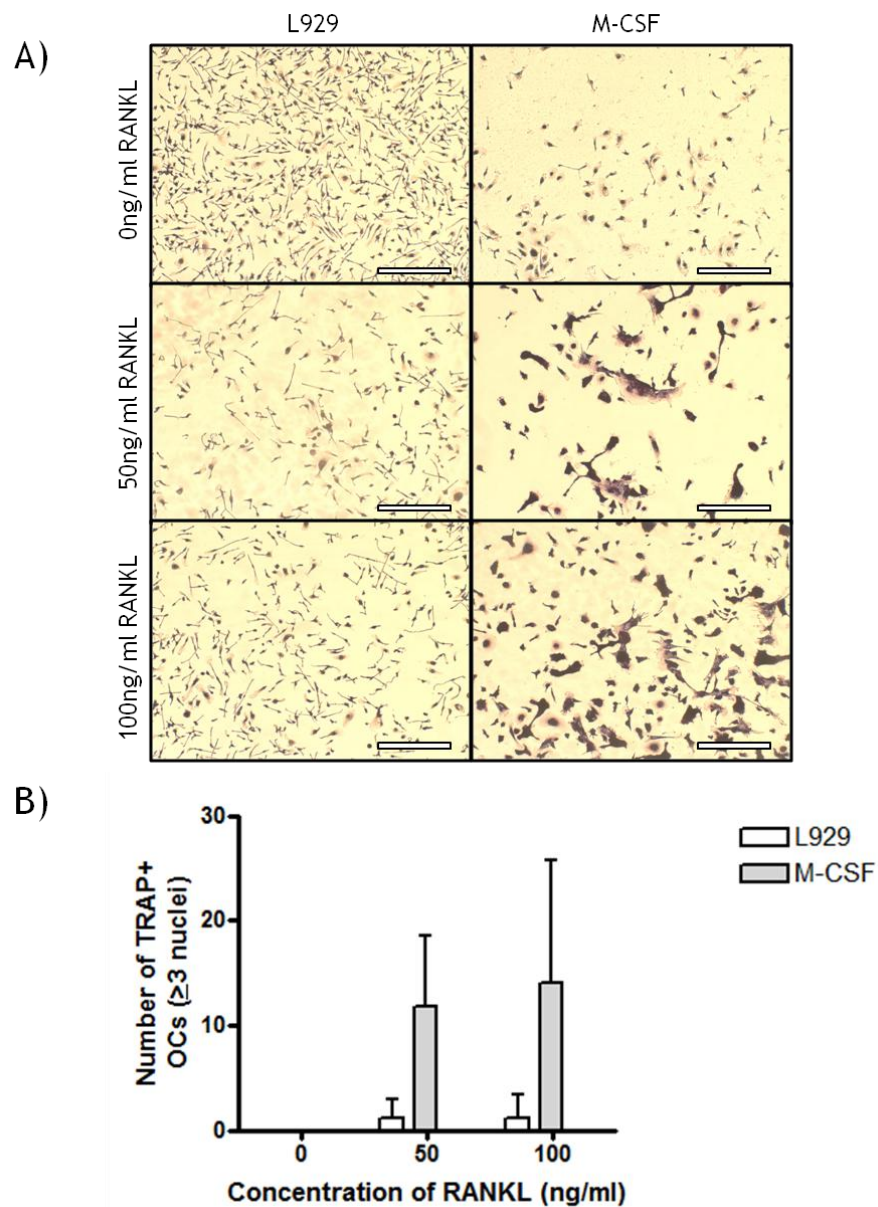 L929 M-CSF
A)
0ng/ml RANKL
50ng/ml RANKL
100ng/ml RANKL
B)
30
20
10
0
Number of TRAP+
OCs (≥3 nuclei)
0 50 100
Concentration of RANKL (ng/ml)
L929
M-CSF